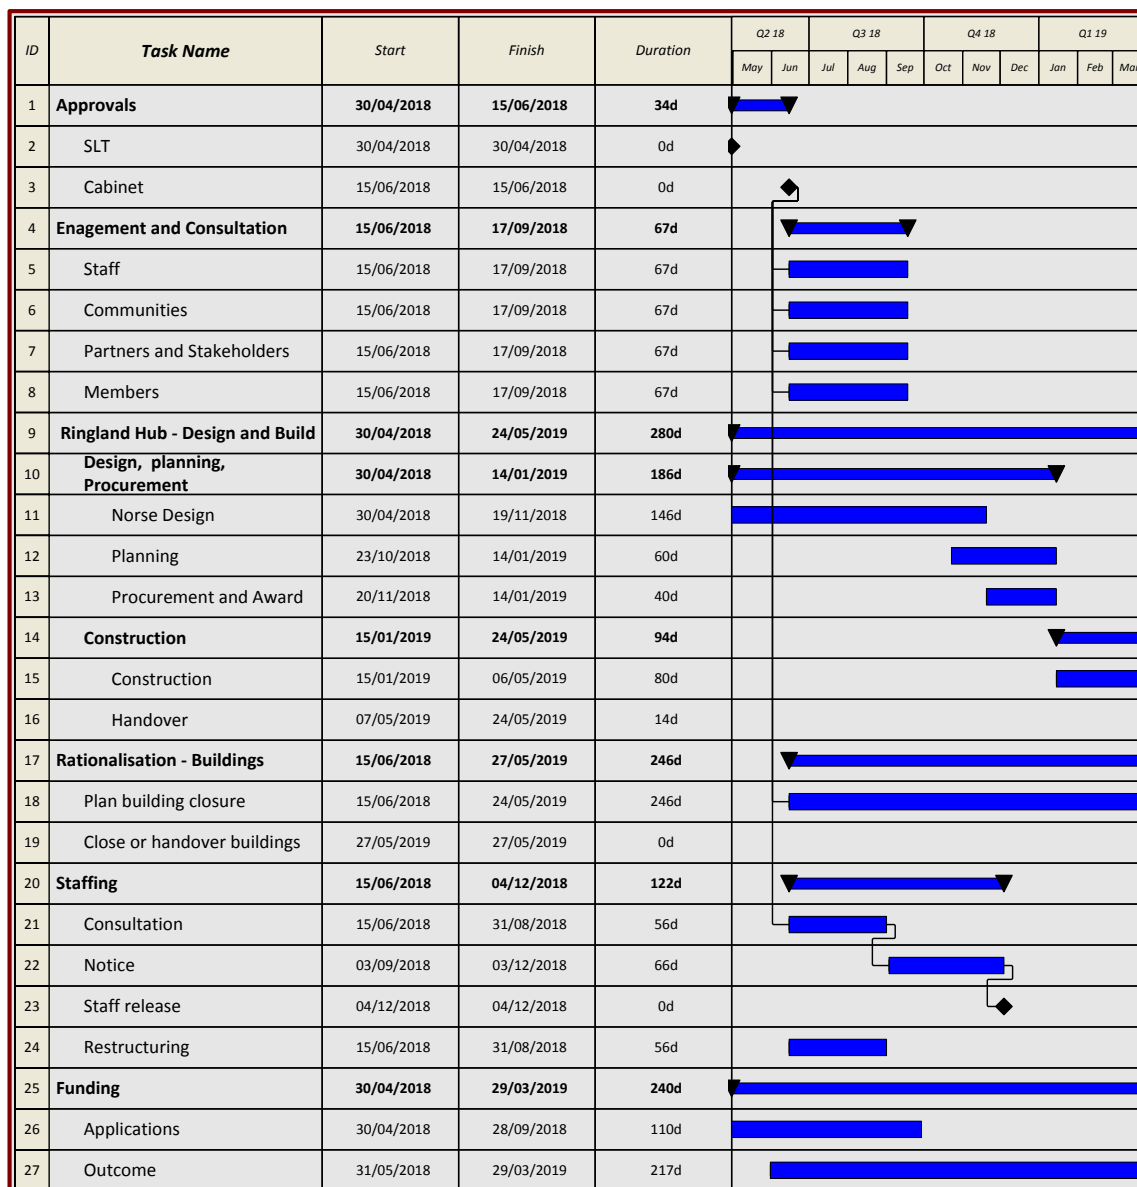 ID Task Name Start Finish Duration Q2 18 Q3 18 Q4 18 Q1 19
May Jun Jul Aug Sep Oct Nov Dec Jan Feb Mar
1 Approvals 30/04/2018 15/06/2018 34d
2 SLT 30/04/2018 30/04/2018 0d
3 Cabinet 15/06/2018 15/06/2018 0d
4 Enagement and Consultation 15/06/2018 17/09/2018 67d
5 Staff 15/06/2018 17/09/2018 67d
6 Communities 15/06/2018 17/09/2018 67d
7 Partners and Stakeholders 15/06/2018 17/09/2018 67d
8 Members 15/06/2018 17/09/2018 67d
9 Ringland Hub - Design and Build 30/04/2018 24/05/2019 280d
10 Design, planning,
Procurement 30/04/2018 14/01/2019 186d
11 Norse Design 30/04/2018 19/11/2018 146d
12 Planning 23/10/2018 14/01/2019 60d
13 Procurement and Award 20/11/2018 14/01/2019 40d
14 Construction 15/01/2019 24/05/2019 94d
15 Construction 15/01/2019 06/05/2019 80d
16 Handover 07/05/2019 24/05/2019 14d
17 Rationalisation - Buildings 15/06/2018 27/05/2019 246d
18 Plan building closure 15/06/2018 24/05/2019 246d
19 Close or handover buildings 27/05/2019 27/05/2019 0d
20 Staffing 15/06/2018 04/12/2018 122d
21 Consultation 15/06/2018 31/08/2018 56d
22 Notice 03/09/2018 03/12/2018 66d
23 Staff release 04/12/2018 04/12/2018 0d
24 Restructuring 15/06/2018 31/08/2018 56d
25 Funding 30/04/2018 29/03/2019 240d
26 Applications 30/04/2018 28/09/2018 110d
27 Outcome 31/05/2018 29/03/2019 217d